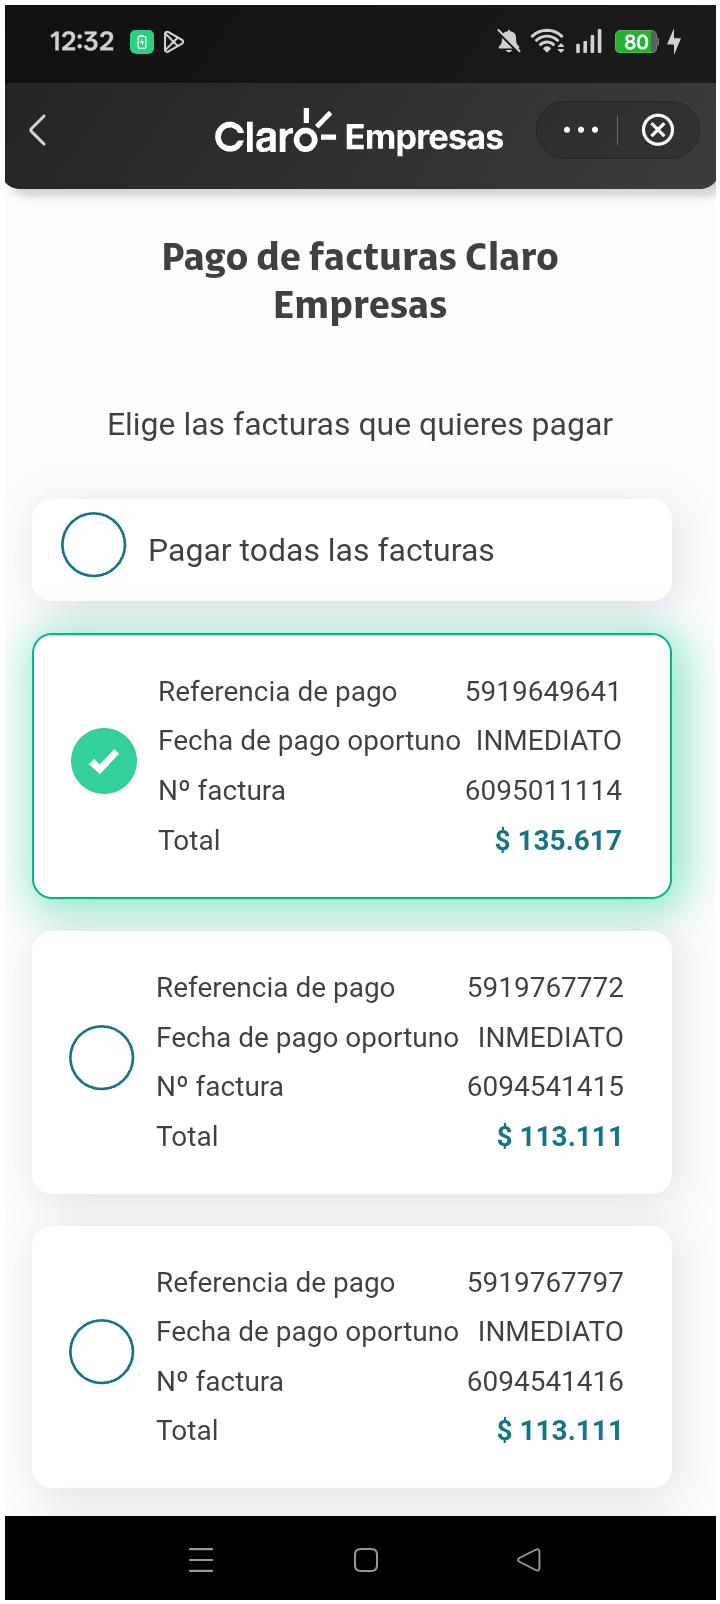 12:32
80
Claro Empresas
Pago de facturas Claro
Empresas
Elige las facturas que quieres pagar
Pagar todas las facturas
Referencia de pago 5919649641
Fecha de pago oportuno INMEDIATO
Nº factura 6095011114
Total $ 135.617
Referencia de pago 5919767772
Fecha de pago oportuno INMEDIATO
Nº factura 6094541415
Total $ 113.111
Referencia de pago 5919767797
Fecha de pago oportuno INMEDIATO
Nº factura 6094541416
Total $ 113.111